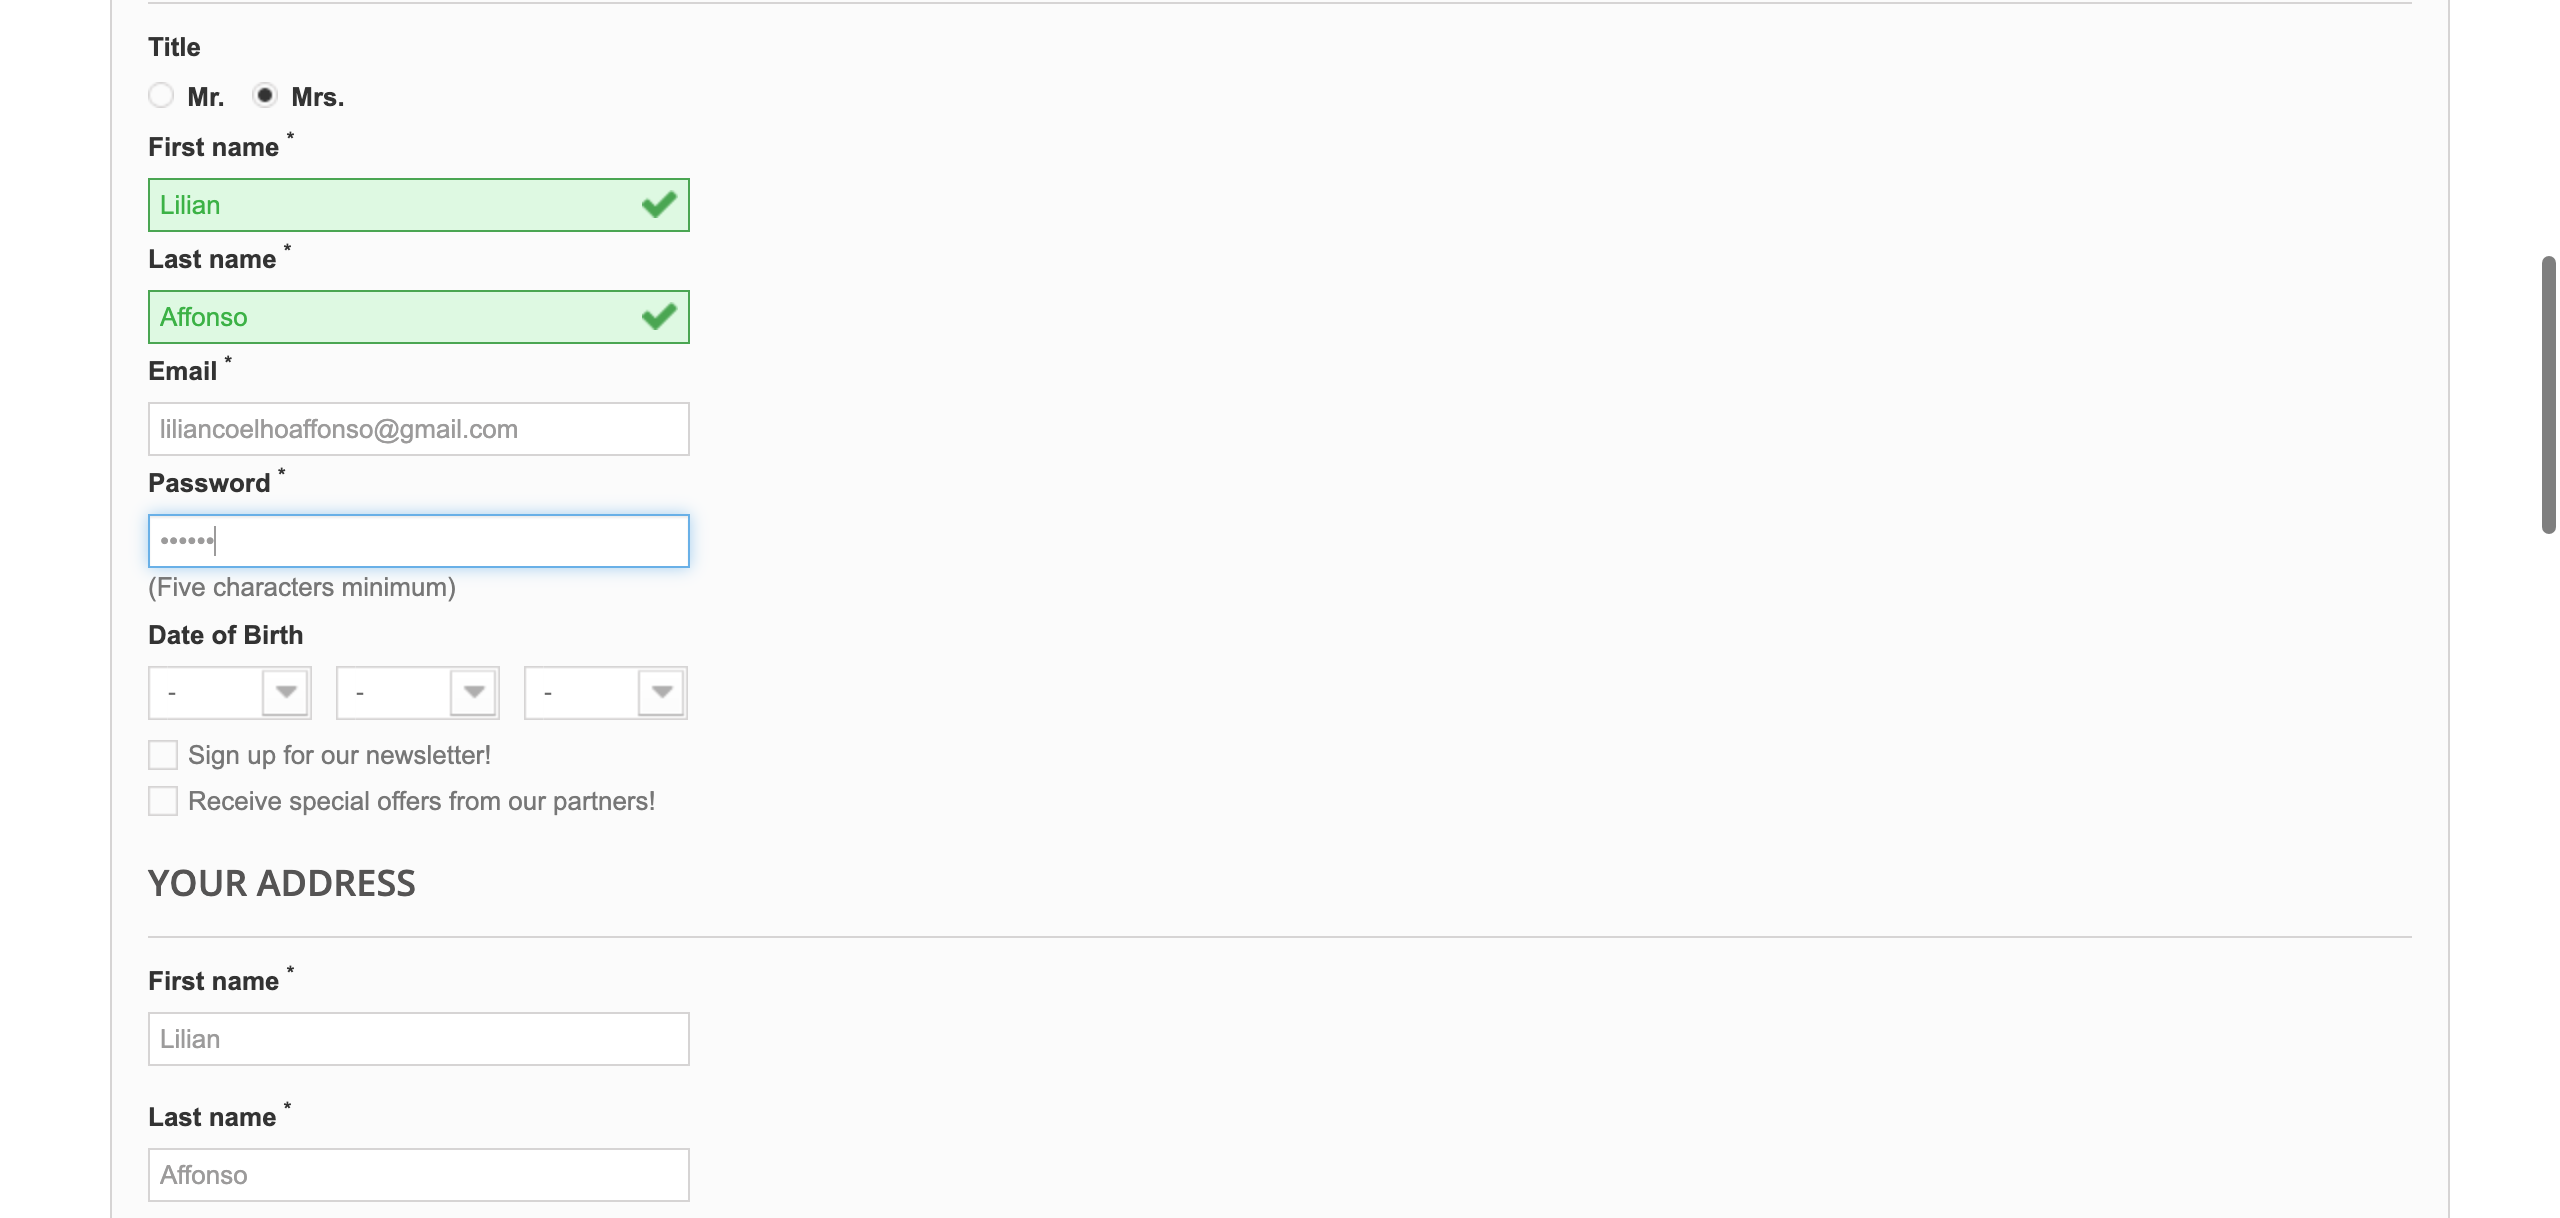 Title
Mr. Mrs.
First name *
Lilian
Last name *
Affonso
Email *
liliancoelhoaffonso@gmail.com
Password *
••••••
(Five characters minimum)
Date of Birth
- - -
Sign up for our newsletter!
Receive special offers from our partners!
YOUR ADDRESS
First name *
Lilian
Last name *
Affonso